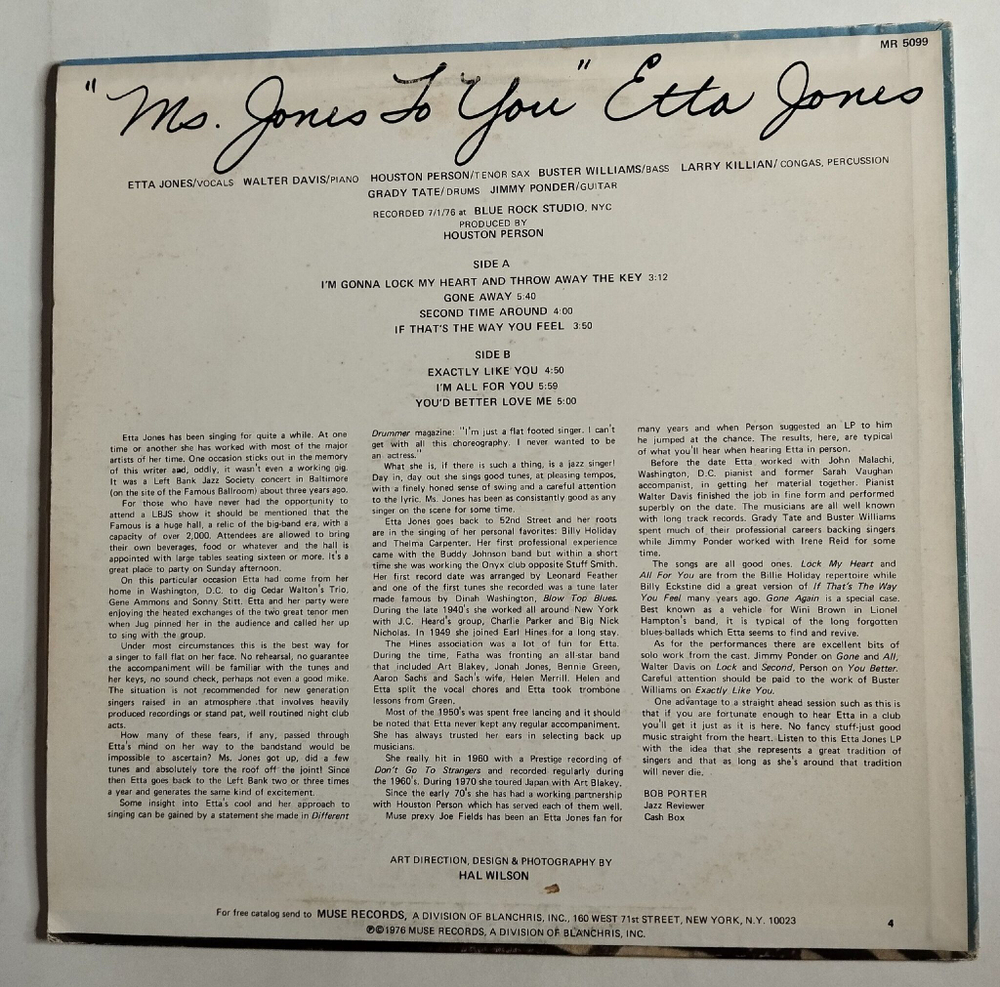 MR 5099
"Ms. Jones To You" Etta Jones
ETTA JONES/VOCALS WALTER DAVIS/PIANO HOUSTON PERSON/TENOR SAX BUSTER WILLIAMS/BASS LARRY KILLIAN/CONGAS, PERCUSSION
GRADY TATE/DRUMS JIMMY PONDER/GUITAR
RECORDED 7/1/76 at BLUE ROCK STUDIO, NYC
PRODUCED BY
HOUSTON PERSON
SIDE A
I'M GONNA LOCK MY HEART AND THROW AWAY THE KEY 3:12
GONE AWAY 5:40
SECOND TIME AROUND 4:00
IF THAT'S THE WAY YOU FEEL 3:50
SIDE B
EXACTLY LIKE YOU 4:50
I'M ALL FOR YOU 5:59
YOU'D BETTER LOVE ME 5:00
Etta Jones has been singing for quite a while. At one
time or another she has worked with most of the major
artists of her time. One occasion sticks out in the memory
of this writer and, oddly, it wasn't even a working gig.
It was a Left Bank Jazz Society concert in Baltimore
(on the site of the Famous Ballroom) about three years ago.
For those who have never had the opportunity to
attend a LBJS show it should be mentioned that the
Famous is a huge hall, a relic of the big-band era, with a
capacity of over 2,000. Attendees are allowed to bring
their own beverages, food or whatever and the hall is
appointed with large tables seating sixteen or more. It's a
great place to party on Sunday afternoon.
On this particular occasion Etta had come from her
home in Washington, D.C. to dig Cedar Walton's Trio,
Gene Ammons and Sonny Stitt. Etta and her party were
enjoying the heated exchanges of the two great tenor men
when Jug pinned her in the audience and called her up
to sing with the group.
Under most circumstances this is the best way for
a singer to fall flat on her face. No rehearsal, no guarantee
the accompaniment will be familiar with the tunes and
her keys, no sound check, perhaps not even a good mike.
The situation is not recommended for new generation
singers raised in an atmosphere that involves heavily
produced recordings or stand pat, well routined night club
acts.
How many of these fears, if any, passed through
Etta's mind on her way to the bandstand would be
impossible to ascertain? Ms. Jones got up, did a few
tunes and absolutely tore the roof off the joint! Since
then Etta goes back to the Left Bank two or three times
a year and generates the same kind of excitement.
Some insight into Etta's cool and her approach to
singing can be gained by a statement she made in Different
Drummer magazine: "I'm just a flat footed singer. I can't
get with all this choreography. I never wanted to be
an actress."
What she is, if there is such a thing, is a jazz singer!
Day in, day out she sings good tunes, at pleasing tempos,
with a finely honed sense of swing and a careful attention
to the lyric. Ms. Jones has been as consistently good as any
singer on the scene for some time.
Etta Jones goes back to 52nd Street and her roots
are in the singing of her personal favorites: Billy Holiday
and Thelma Carpenter. Her first professional experience
came with the Buddy Johnson band but within a short
time she was working the Onyx club opposite Stuff Smith.
Her first record date was arranged by Leonard Feather
and one of the first tunes she recorded was a tune later
made famous by Dinah Washington, Blow Top Blues.
During the late 1940's she worked all around New York
with J.C. Heard's group, Charlie Parker and Big Nick
Nicholas. In 1949 she joined Earl Hines for a long stay.
The Hines association was a lot of fun for Etta.
During the time, Fatha was fronting an all-star band
that included Art Blakey, Jonah Jones, Bennie Green,
Aaron Sachs and Sach's wife, Helen Merrill. Helen and
Etta split the vocal chores and Etta took trombone
lessons from Green.
Most of the 1950's was spent free lancing and it should
be noted that Etta never kept any regular accompaniment.
She has always trusted her ears in selecting back up
musicians.
She really hit in 1960 with a Prestige recording of
Don't Go To Strangers and recorded regularly during
the 1960's. During 1970 she toured Japan with Art Blakey.
Since the early 70's she has had a working partnership
with Houston Person which has served each of them well.
Muse prexy Joe Fields has been an Etta Jones fan for
many years and when Person suggested an LP to him
he jumped at the chance. The results, here, are typical
of what you'll hear when hearing Etta in person.
Before the date Etta worked with John Malachi,
Washington, D.C. pianist and former Sarah Vaughan
accompanist, in getting her material together. Pianist
Walter Davis finished the job in fine form and performed
superbly on the date. The musicians are all well known
with long track records. Grady Tate and Buster Williams
spent much of their professional careers backing singers
while Jimmy Ponder worked with Irene Reid for some
time.
The songs are all good ones. Lock My Heart and
All For You are from the Billie Holiday repertoire while
Billy Eckstine did a great version of If That's The Way
You Feel many years ago. Gone Again is a special case.
Best known as a vehicle for Wini Brown in Lionel
Hampton's band, it is typical of the long forgotten
blues-ballads which Etta seems to find and revive.
As for the performances there are excellent bits of
solo work from the cast. Jimmy Ponder on Gone and All,
Walter Davis on Lock and Second, Person on You Better.
Careful attention should be paid to the work of Buster
Williams on Exactly Like You.
One advantage to a straight ahead session such as this is
that if you are fortunate enough to hear Etta in a club
you'll get it just as it is here. No fancy stuff-just good
music straight from the heart. Listen to this Etta Jones LP
with the idea that she represents a great tradition of
singers and that as long as she's around that tradition
will never die.
BOB PORTER
Jazz Reviewer
Cash Box
ART DIRECTION, DESIGN & PHOTOGRAPHY BY
HAL WILSON
For free catalog send to MUSE RECORDS, A DIVISION OF BLANCHRIS, INC., 160 WEST 71st STREET, NEW YORK, N.Y. 10023
4
℗©1976 MUSE RECORDS, A DIVISION OF BLANCHRIS, INC.